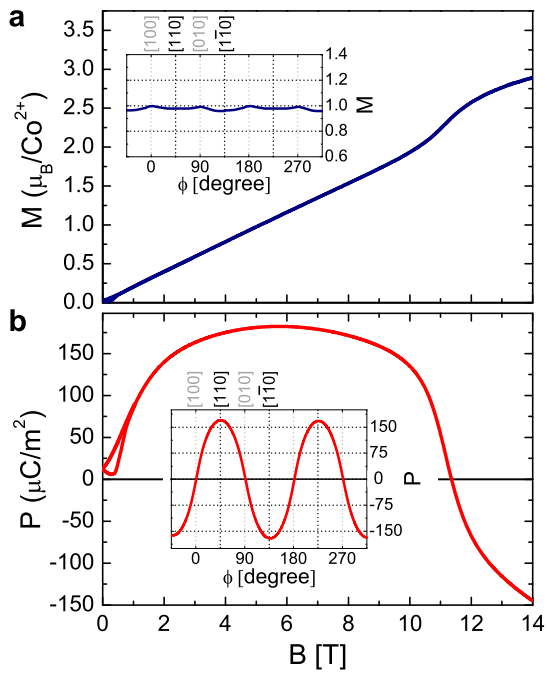 a
[100] [110] [010] [11̄0]
3.5
3.0
2.5
2.0
1.5
1.0
0.5
0.0
M (μB/Co2+)
1.4
1.2
1.0
0.8
0.6
M
0 90 180 270
ϕ [degree]
b
150
100
50
0
-50
-100
-150
P (μC/m2)
[100] [110] [010] [11̄0]
150
75
0
-75
-150
P
0 90 180 270
ϕ [degree]
0 2 4 6 8 10 12 14
B [T]